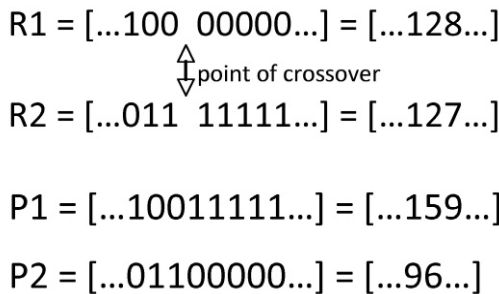 R1 = [...100 00000...] = [...128...]
point of crossover
R2 = [...011 11111...] = [...127...]
P1 = [...10011111...] = [...159...]
P2 = [...01100000...] = [...96...]